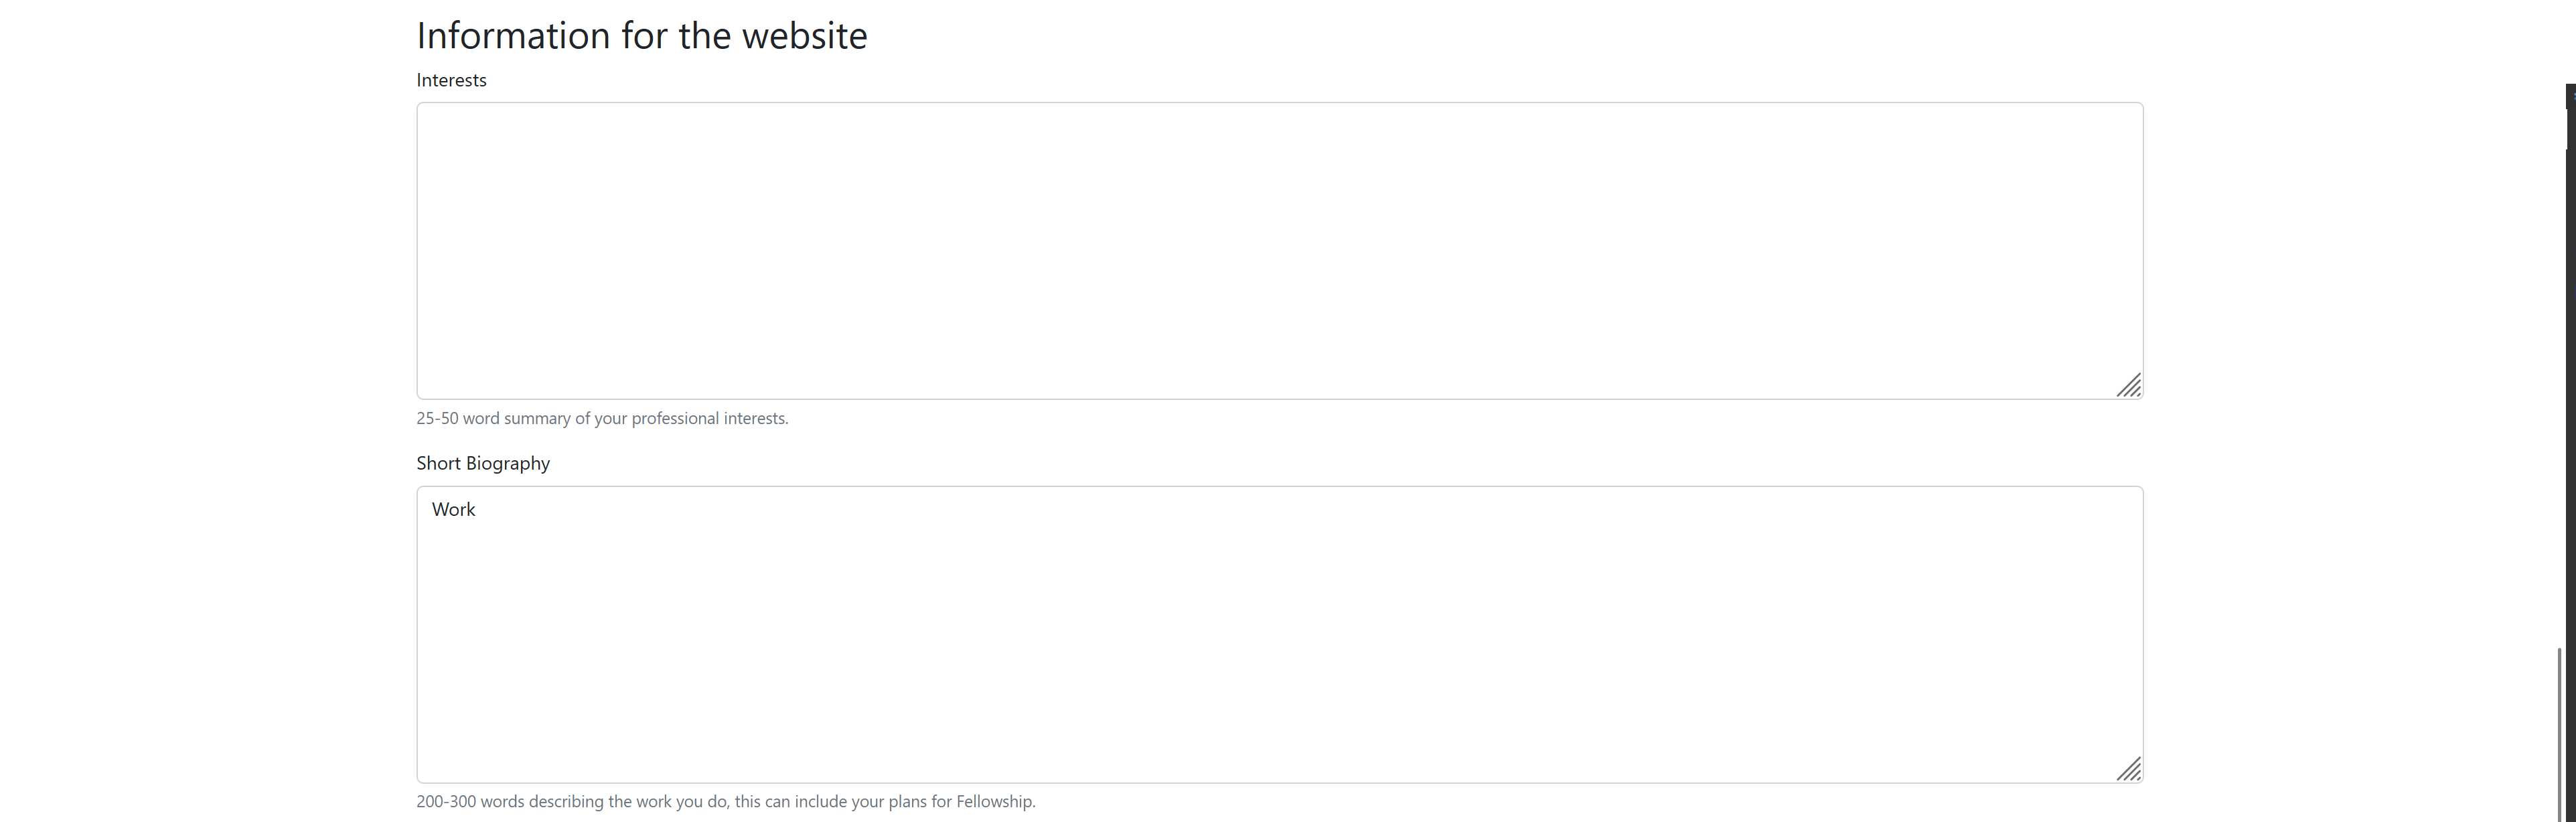 Information for the website
Interests
25-50 word summary of your professional interests.
Short Biography
Work
200-300 words describing the work you do, this can include your plans for Fellowship.